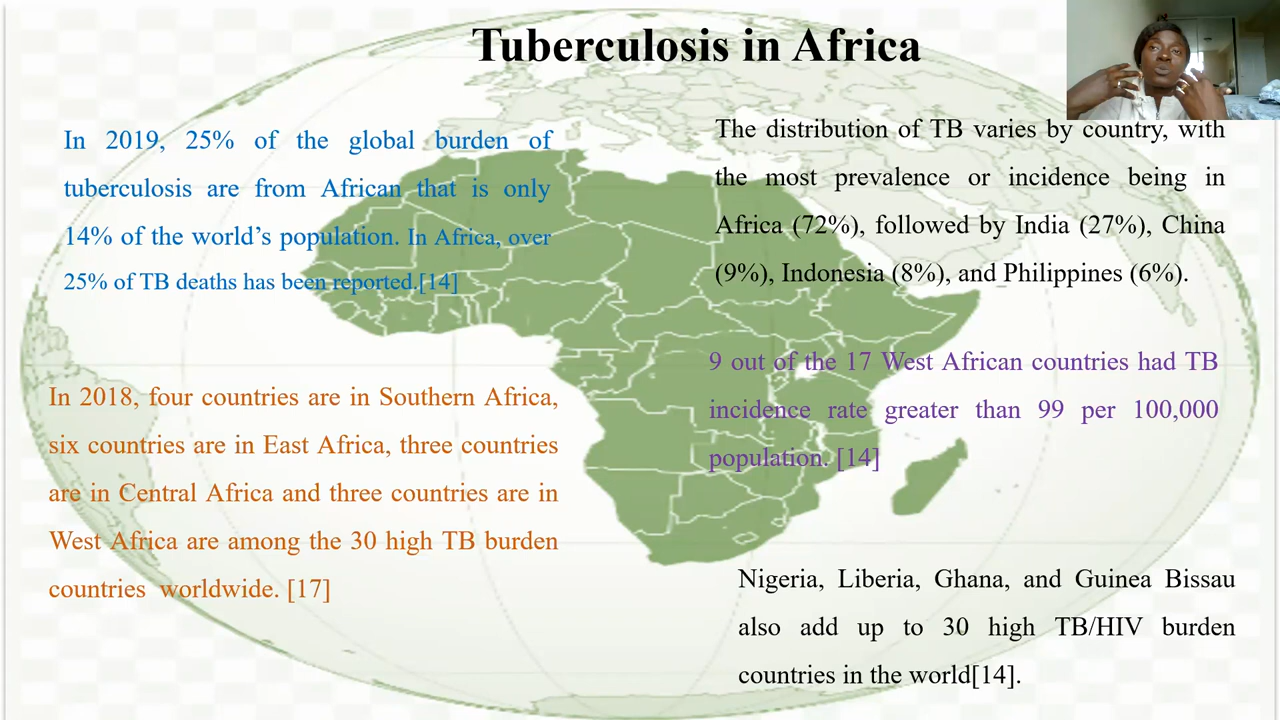 Tuberculosis in Africa
In 2019, 25% of the global burden of
tuberculosis are from African that is only
14% of the world’s population. In Africa, over
25% of TB deaths has been reported.[14]
In 2018, four countries are in Southern Africa,
six countries are in East Africa, three countries
are in Central Africa and three countries are in
West Africa are among the 30 high TB burden
countries worldwide. [17]
The distribution of TB varies by country, with
the most prevalence or incidence being in
Africa (72%), followed by India (27%), China
(9%), Indonesia (8%), and Philippines (6%).
9 out of the 17 West African countries had TB
incidence rate greater than 99 per 100,000
population. [14]
Nigeria, Liberia, Ghana, and Guinea Bissau
also add up to 30 high TB/HIV burden
countries in the world[14].